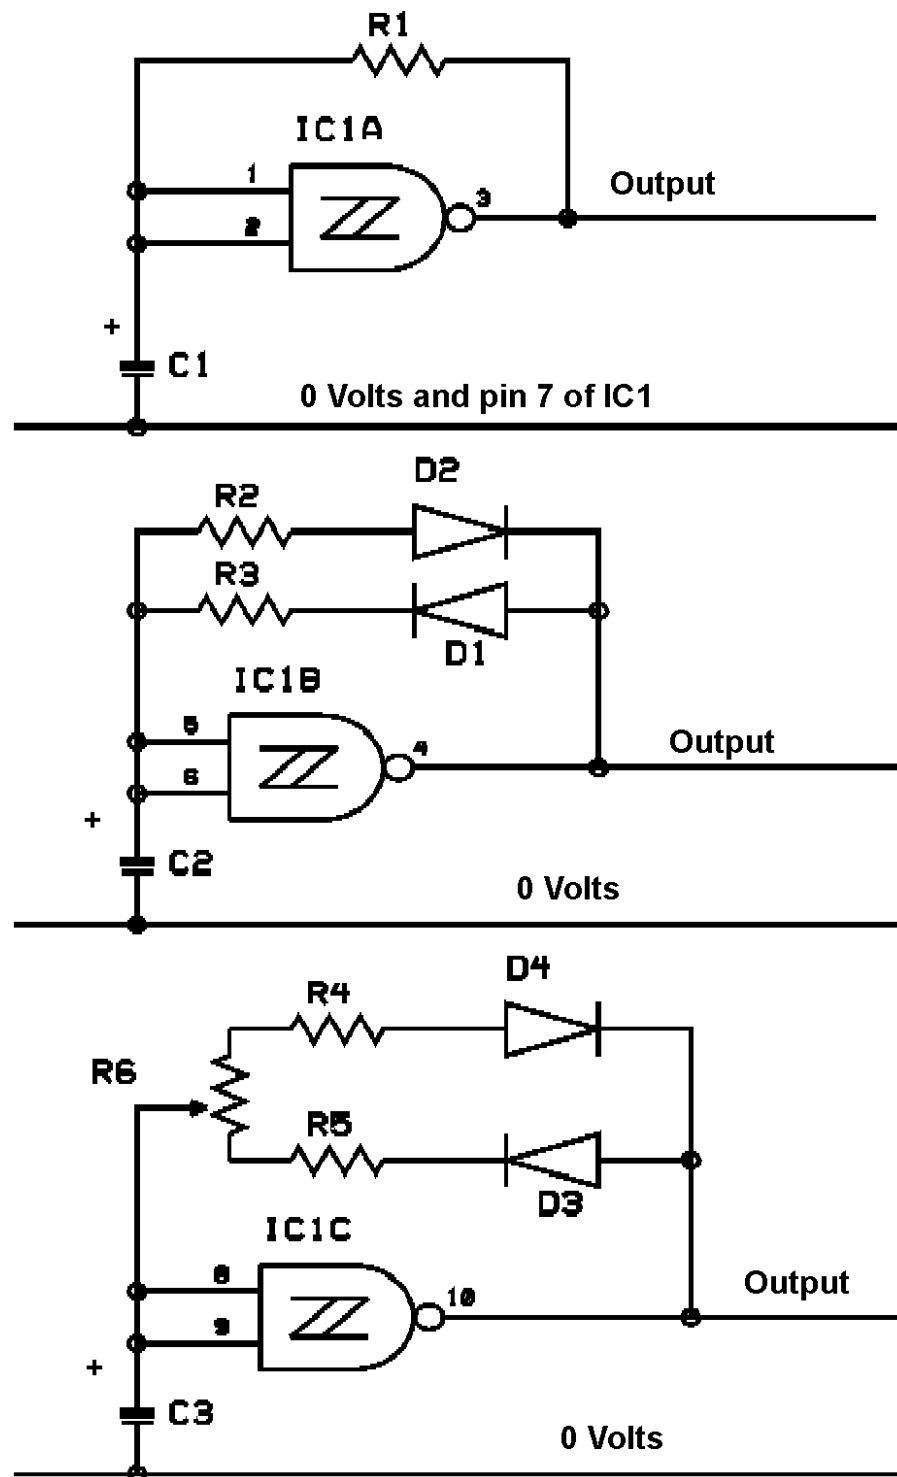 R1
IC1A
1
3
Output
2
+
C1
0 Volts and pin 7 of IC1
D2
R2
R3
D1
IC1B
5
4
Output
6
+
C2
0 Volts
D4
R4
R6
R5
D3
IC1C
8
10
Output
9
+
C3
0 Volts